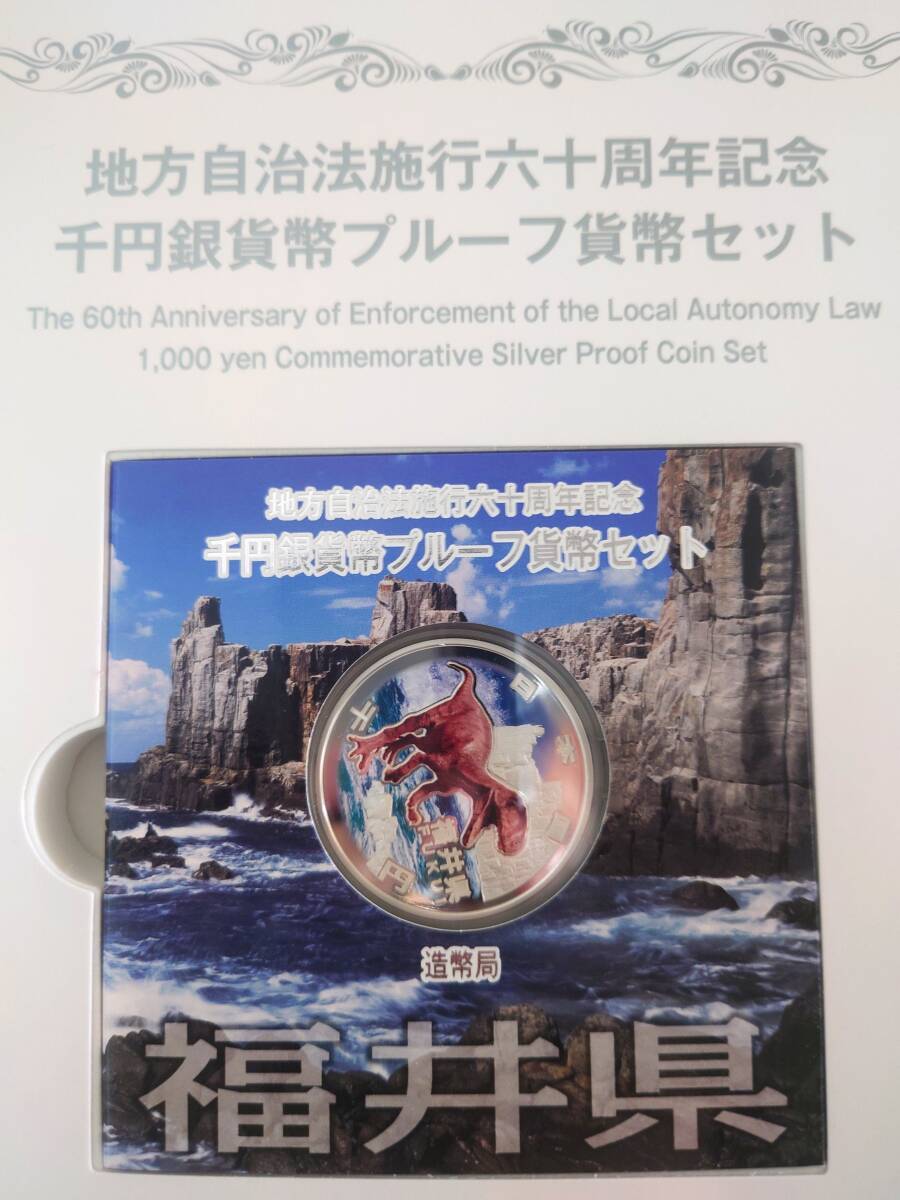 地方自治法施行六十周年記念
千円銀貨幣プルーフ貨幣セット
The 60th Anniversary of Enforcement of the Local Autonomy Law
1,000 yen Commemorative Silver Proof Coin Set
地方自治法施行六十周年記念
千円銀貨幣プルーフ貨幣セット
日
千
円
井県
造幣局
福井県